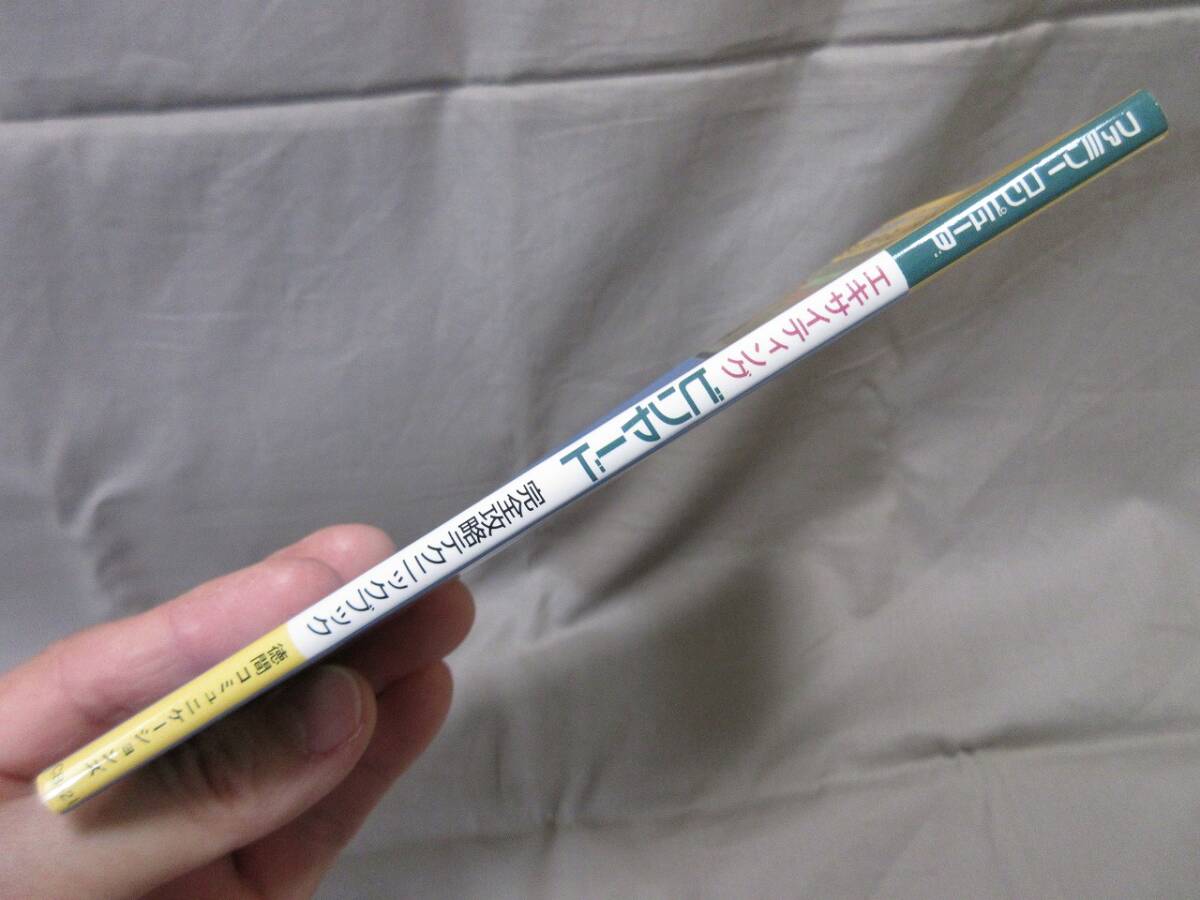 ファミリーコンピュータ
エキサイティング
ビリヤード
完全攻略テクニックブック
徳間コミュニケーションズ